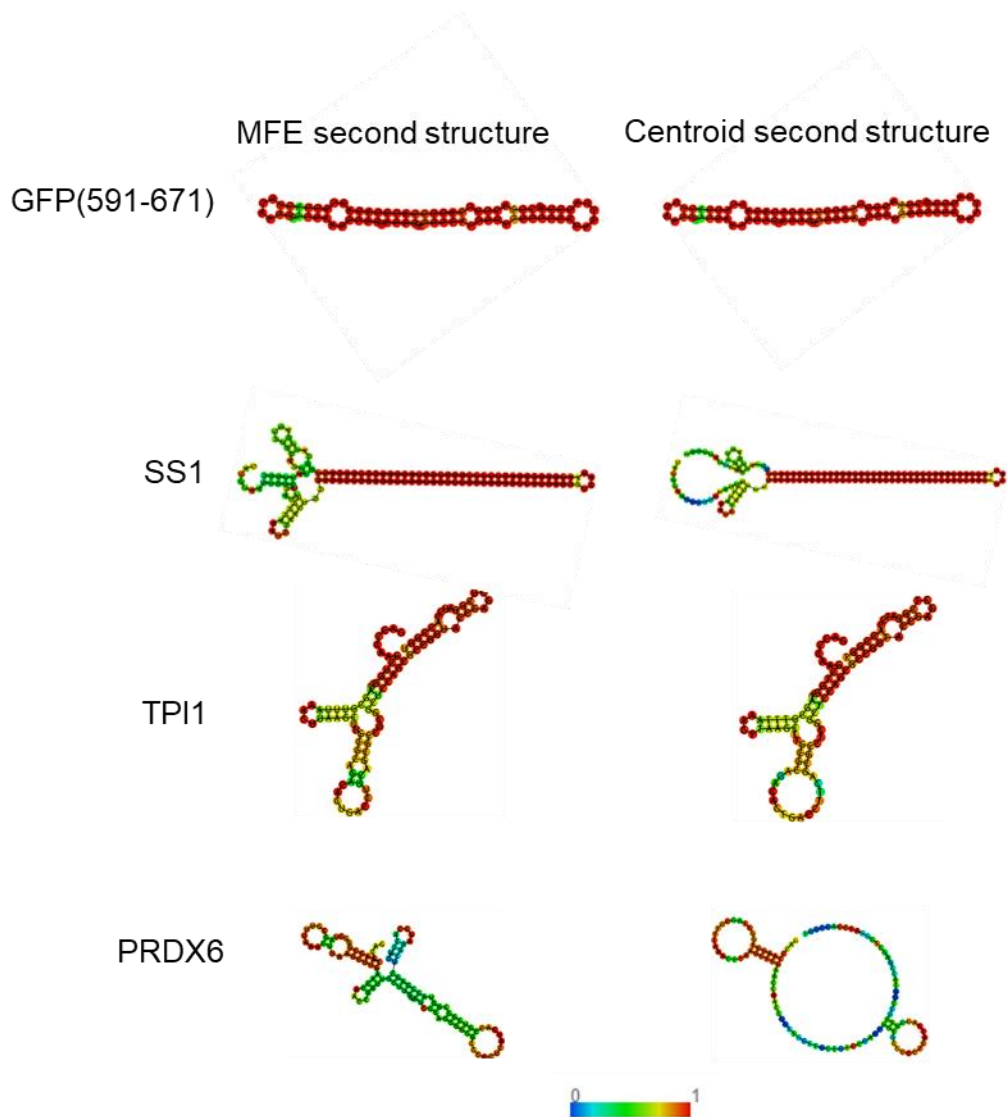 MFE second structure Centroid second structure
GFP(591-671)
SS1
TPI1
PRDX6
0 1